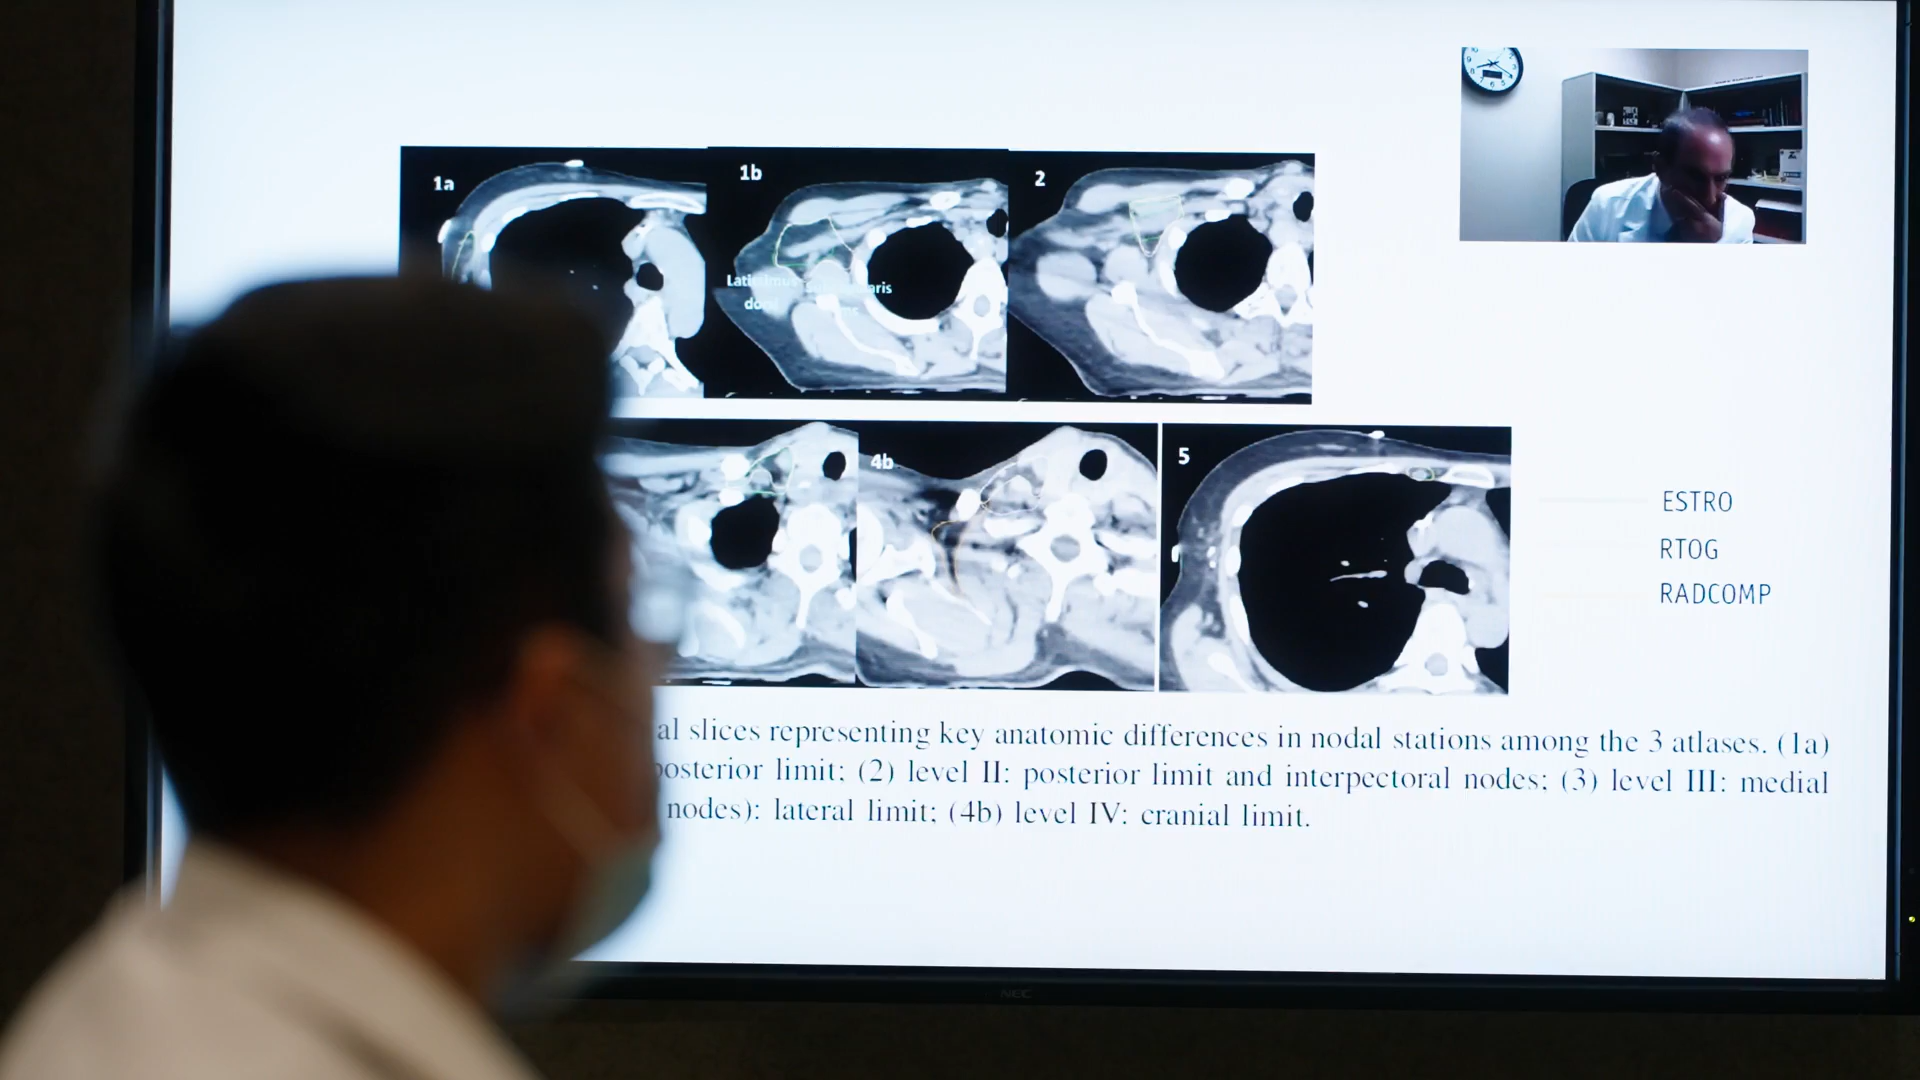 1a
1b
2
4b
5
ESTRO
RTOG
RADCOMP
al slices representing key anatomic differences in nodal stations among the 3 atlases. (1a)
posterior limit; (2) level II: posterior limit and interpectoral nodes; (3) level III: medial
nodes): lateral limit; (4b) level IV: cranial limit.
NEC